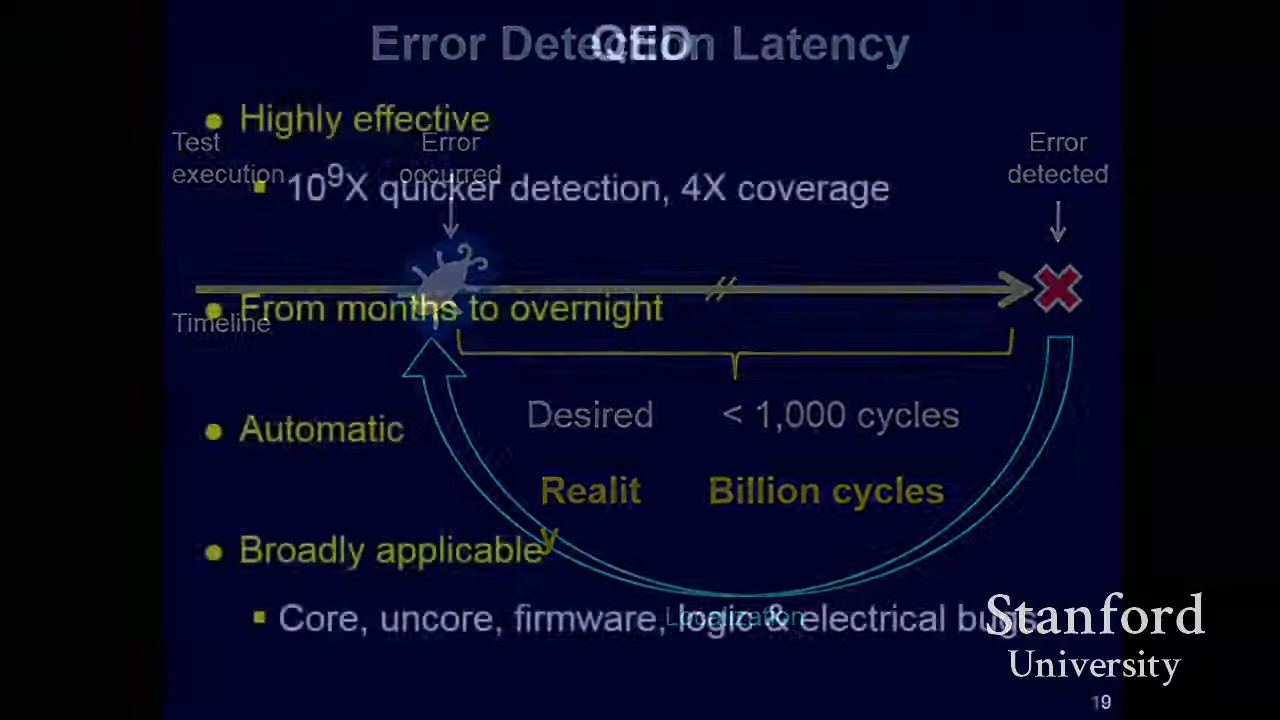 Error Detection Latency
QED
Highly effective
Test
execution
Error
occurred
Error
detected
10⁹X quicker detection, 4X coverage
From months to overnight
Timeline
Desired < 1,000 cycles
Automatic
Realit
y
Billion cycles
Broadly applicable
Core, uncore, firmware, logic & electrical bugs
Localization
Stanford
University
19